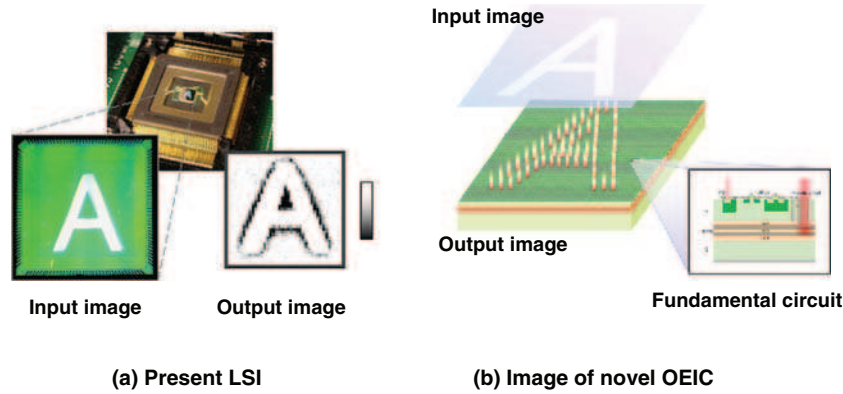 Input image
A
A
A
Input image
Output image
Output image
Fundamental circuit
(a) Present LSI
(b) Image of novel OEIC